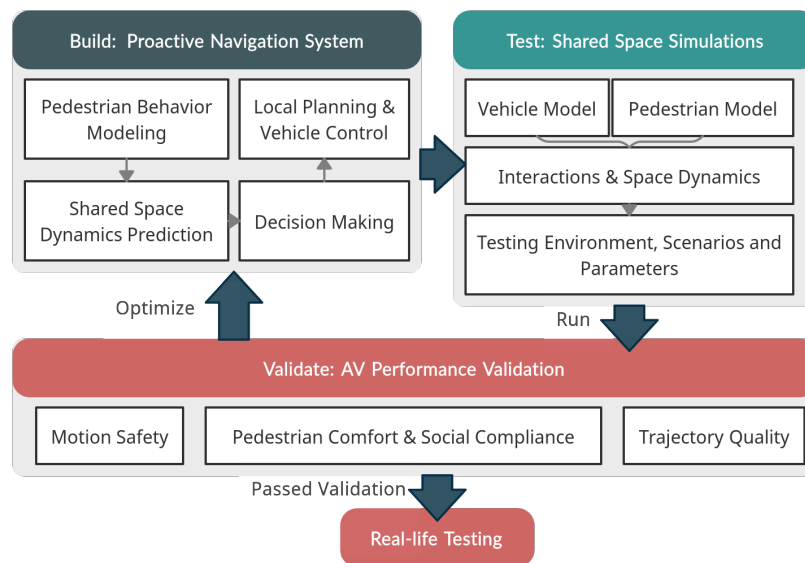 Build: Proactive Navigation System
Pedestrian Behavior
Modeling
Local Planning &
Vehicle Control
Shared Space
Dynamics Prediction
Decision Making
Test: Shared Space Simulations
Vehicle Model
Pedestrian Model
Interactions & Space Dynamics
Testing Environment, Scenarios and
Parameters
Optimize
Run
Validate: AV Performance Validation
Motion Safety
Pedestrian Comfort & Social Compliance
Trajectory Quality
Passed Validation
Real-life Testing